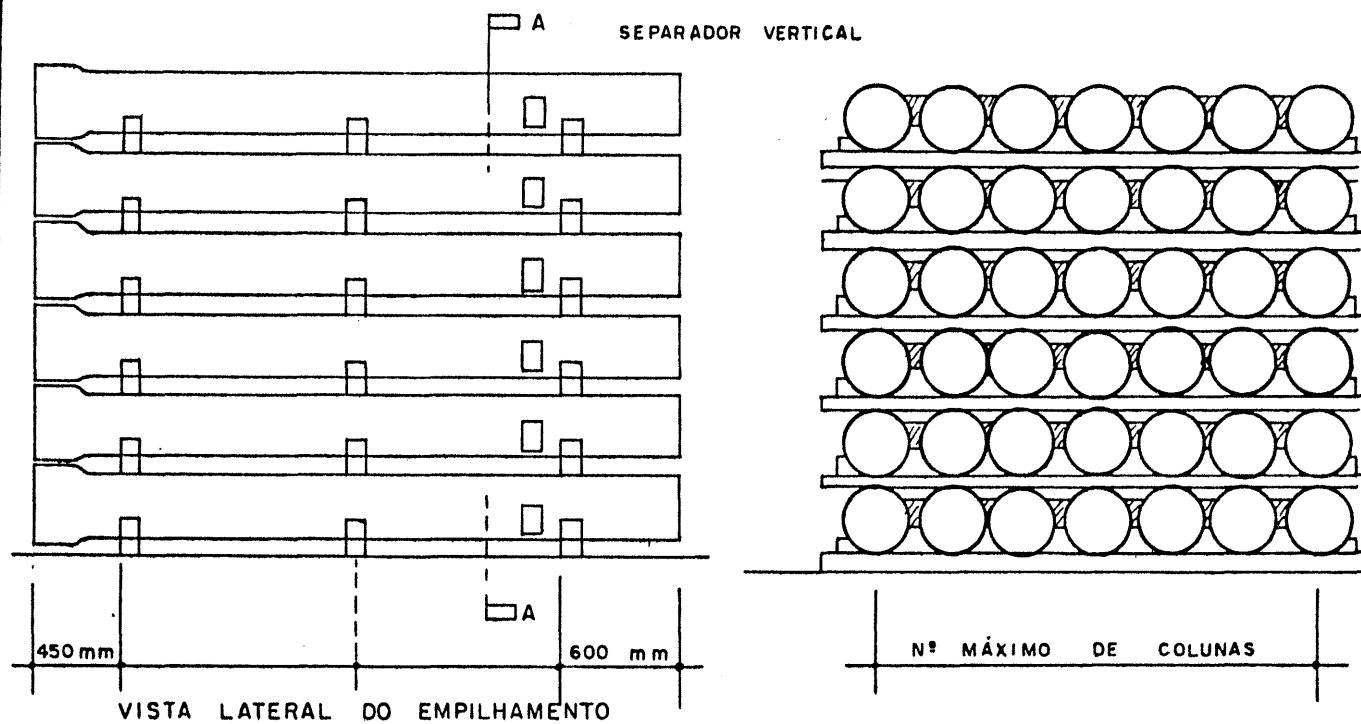 A
SEPARADOR VERTICAL
A
450 mm
600 mm
Nº MÁXIMO DE COLUNAS
VISTA LATERAL DO EMPILHAMENTO